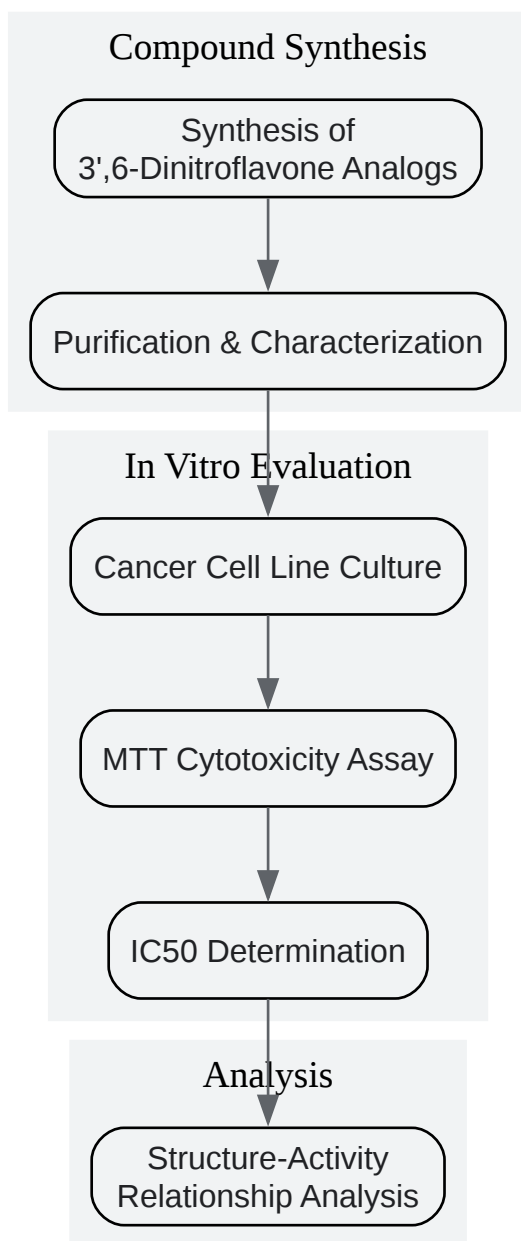 Compound Synthesis
Synthesis of
3',6-Dinitroflavone Analogs
Purification & Characterization
In Vitro Evaluation
Cancer Cell Line Culture
MTT Cytotoxicity Assay
IC50 Determination
Analysis
Structure-Activity
Relationship Analysis